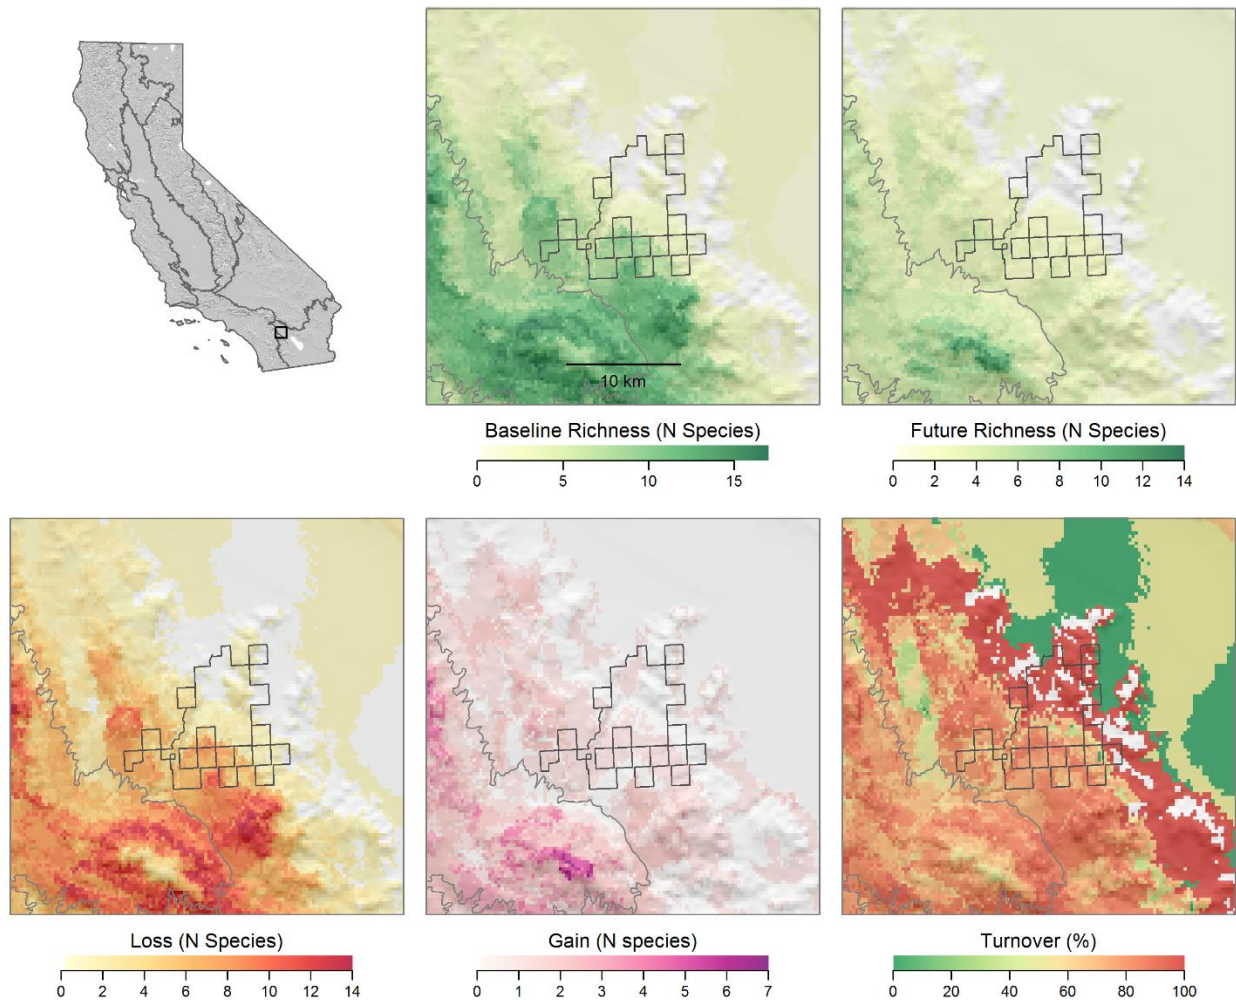 10 km
Baseline Richness (N Species)
0 5 10 15
Future Richness (N Species)
0 2 4 6 8 10 12 14
Loss (N Species)
0 2 4 6 8 10 12 14
Gain (N species)
0 1 2 3 4 5 6 7
Turnover (%)
0 20 40 60 80 100